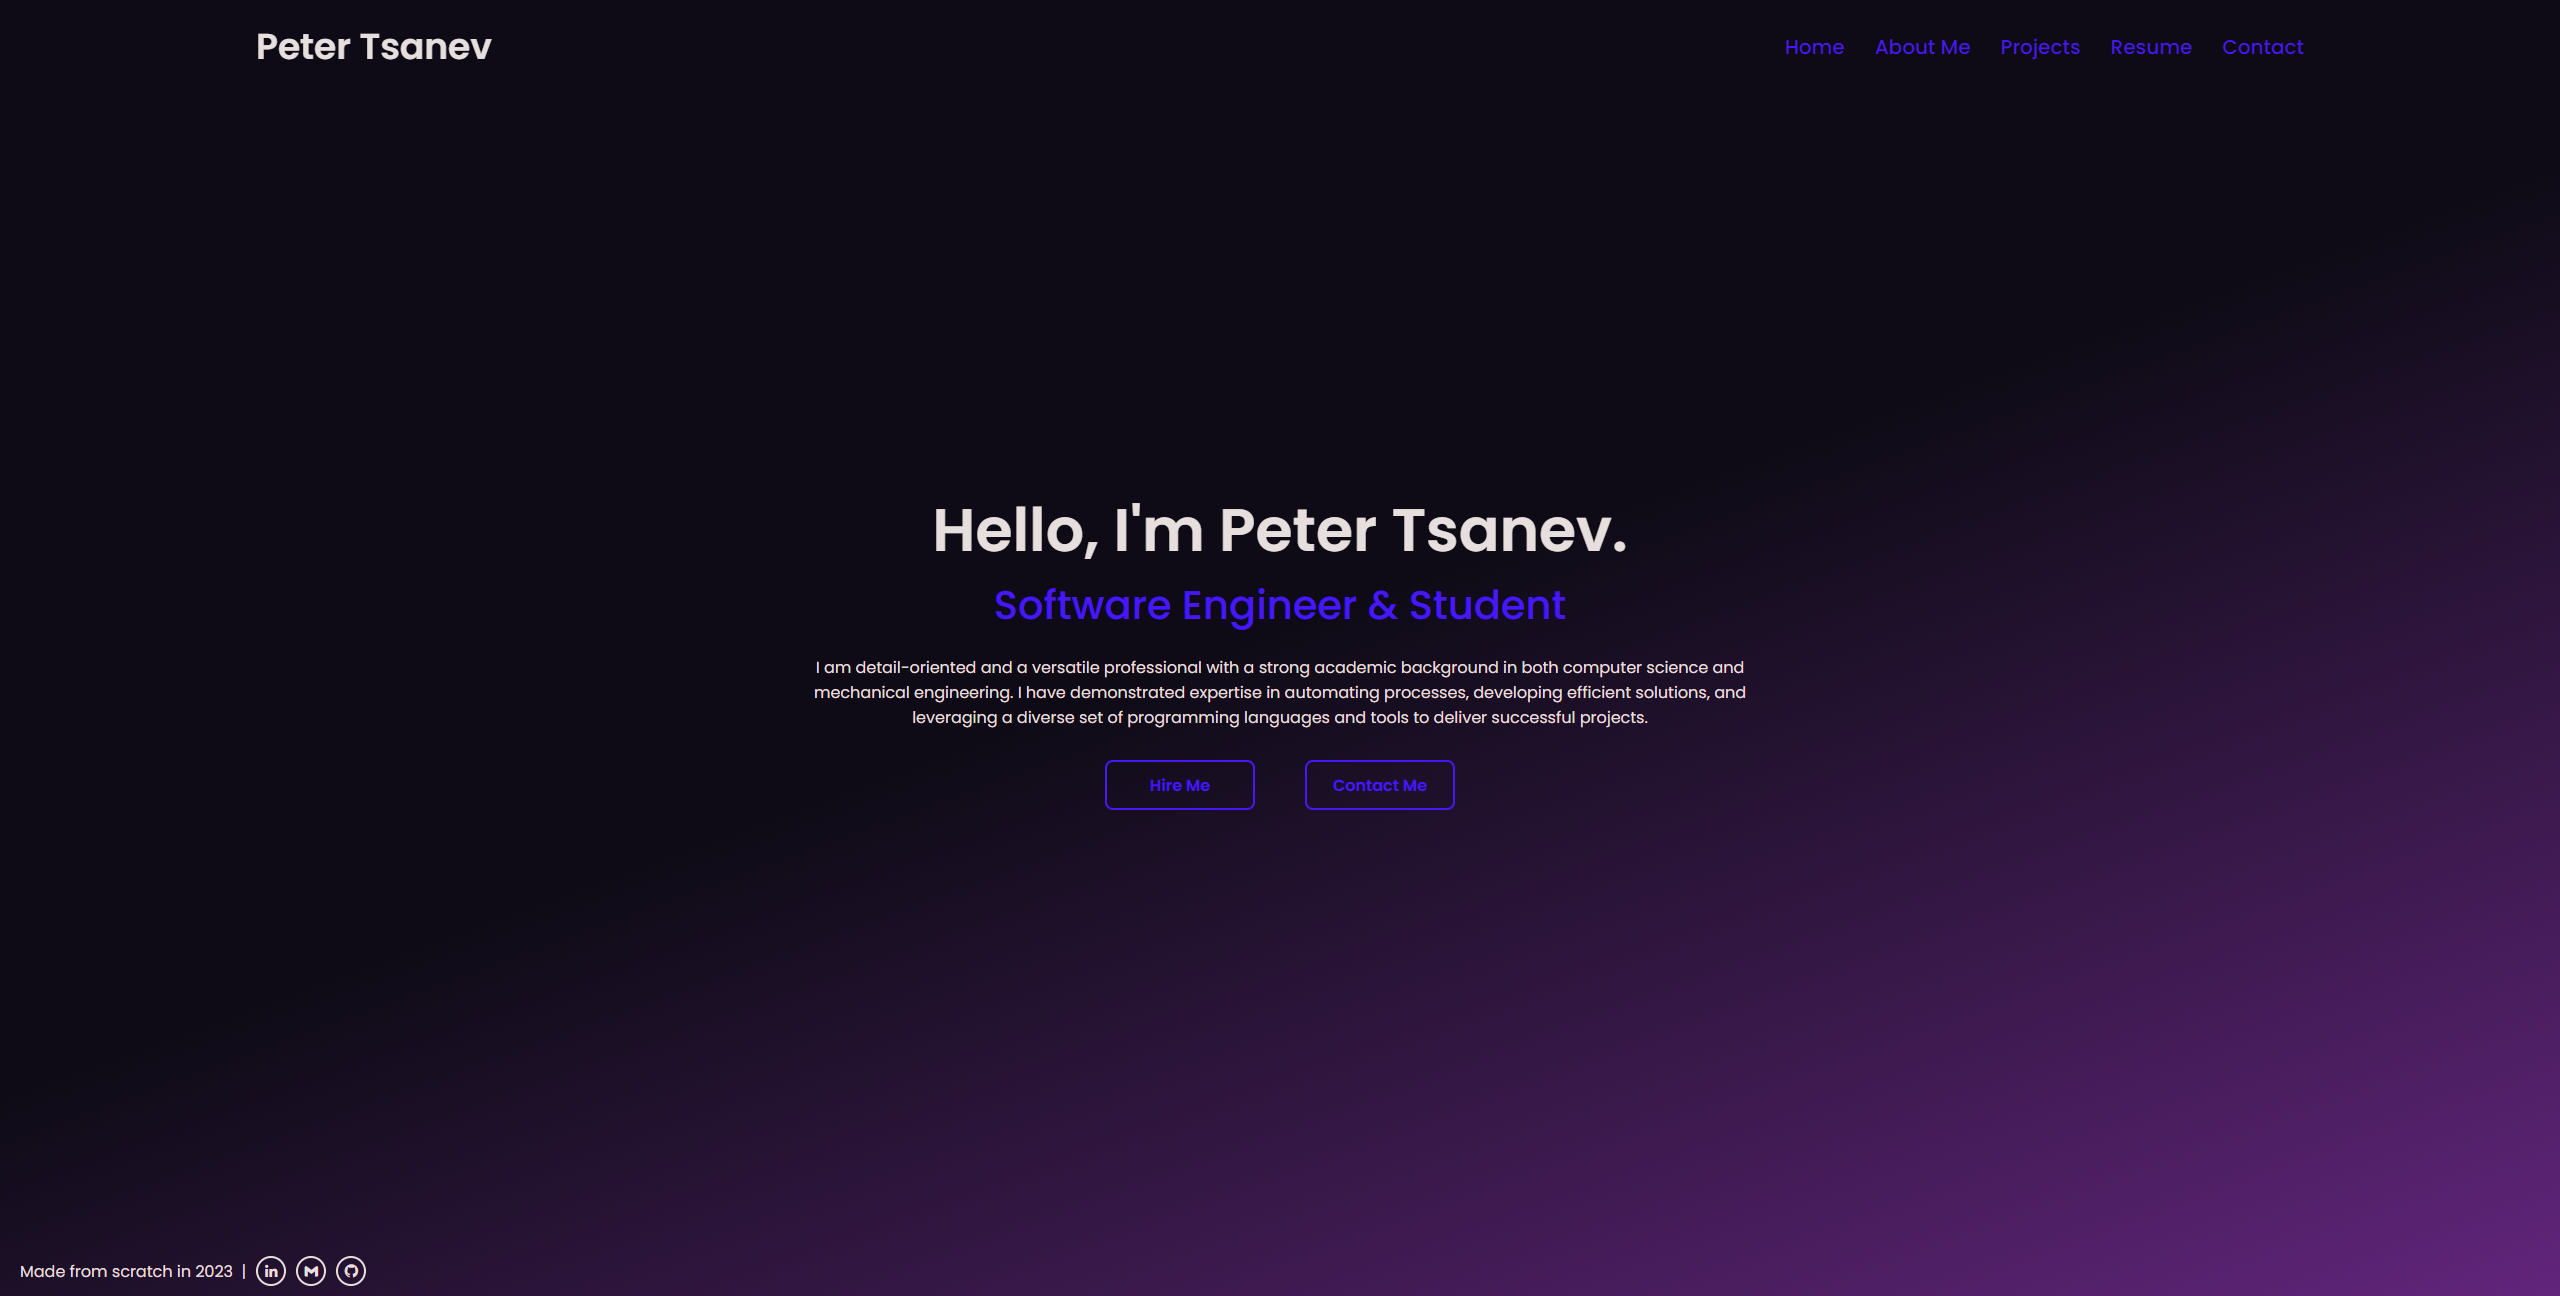 Peter Tsanev
Home About Me Projects Resume Contact
Hello, I'm Peter Tsanev.
Software Engineer & Student
I am detail-oriented and a versatile professional with a strong academic background in both computer science and
mechanical engineering. I have demonstrated expertise in automating processes, developing efficient solutions, and
leveraging a diverse set of programming languages and tools to deliver successful projects.
Hire Me
Contact Me
Made from scratch in 2023 | in